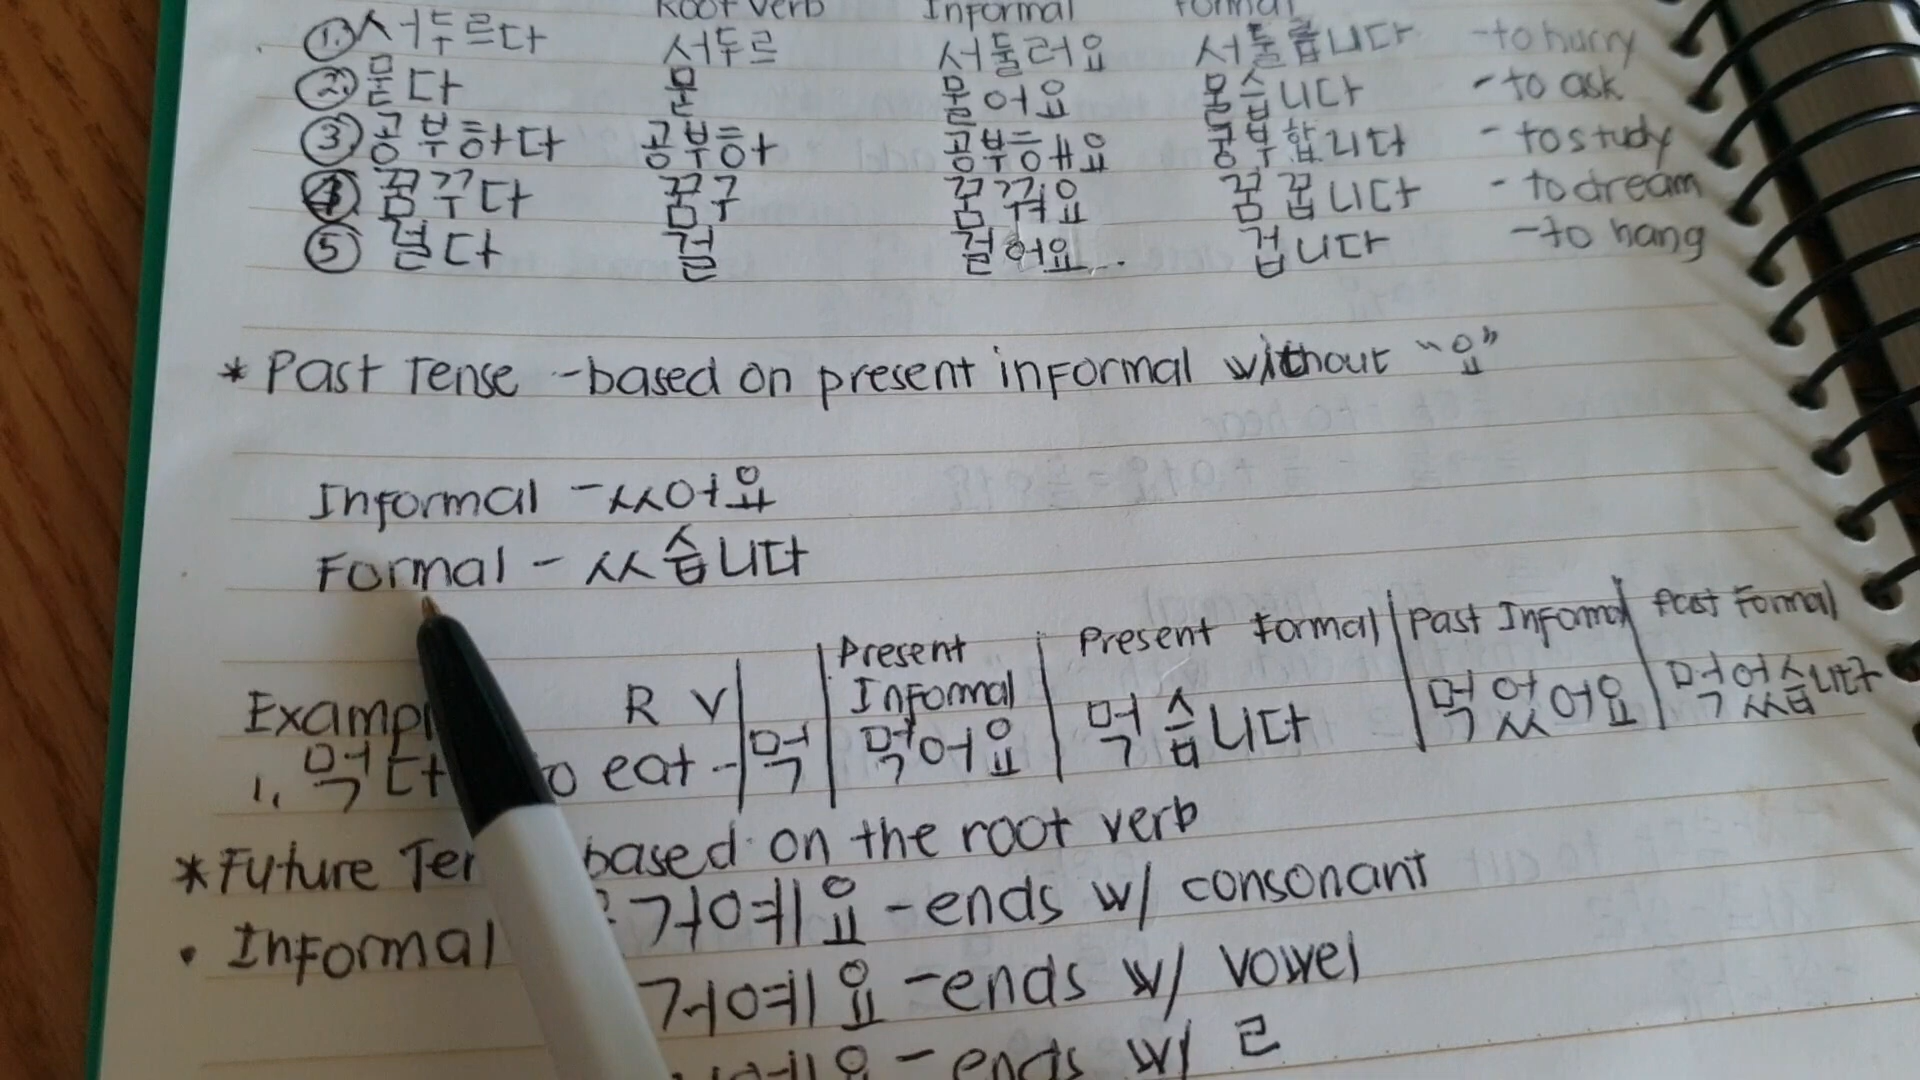 Root verb Informal Formal
1. 서두르다 서두르 서둘러요 서둘릅니다 - to hurry
2. 묻다 묻 물어요 묻습니다 - to ask
3 공부하다 공부하 공부해요 공부합니다 - to study
4 꿈꾸다 꿈꾸 꿈꿔요 꿈꿉니다 - to dream
5 걸다 걸 걸어요. 겁니다 - to hang
* Past Tense - based on present informal without "요"
Informal - ㅆ어요
Formal - ㅆ습니다
Present Informal Present Formal Past Informal Past Formal
Exampl R V
1. 먹다 to eat - 먹 먹어요 먹습니다 먹었어요 먹었습니다
* Future Ten based on the root verb
• Informal 거예요 - ends w/ consonant
거예요 - ends w/ vowel
거예요 - ends w/ ㄹ